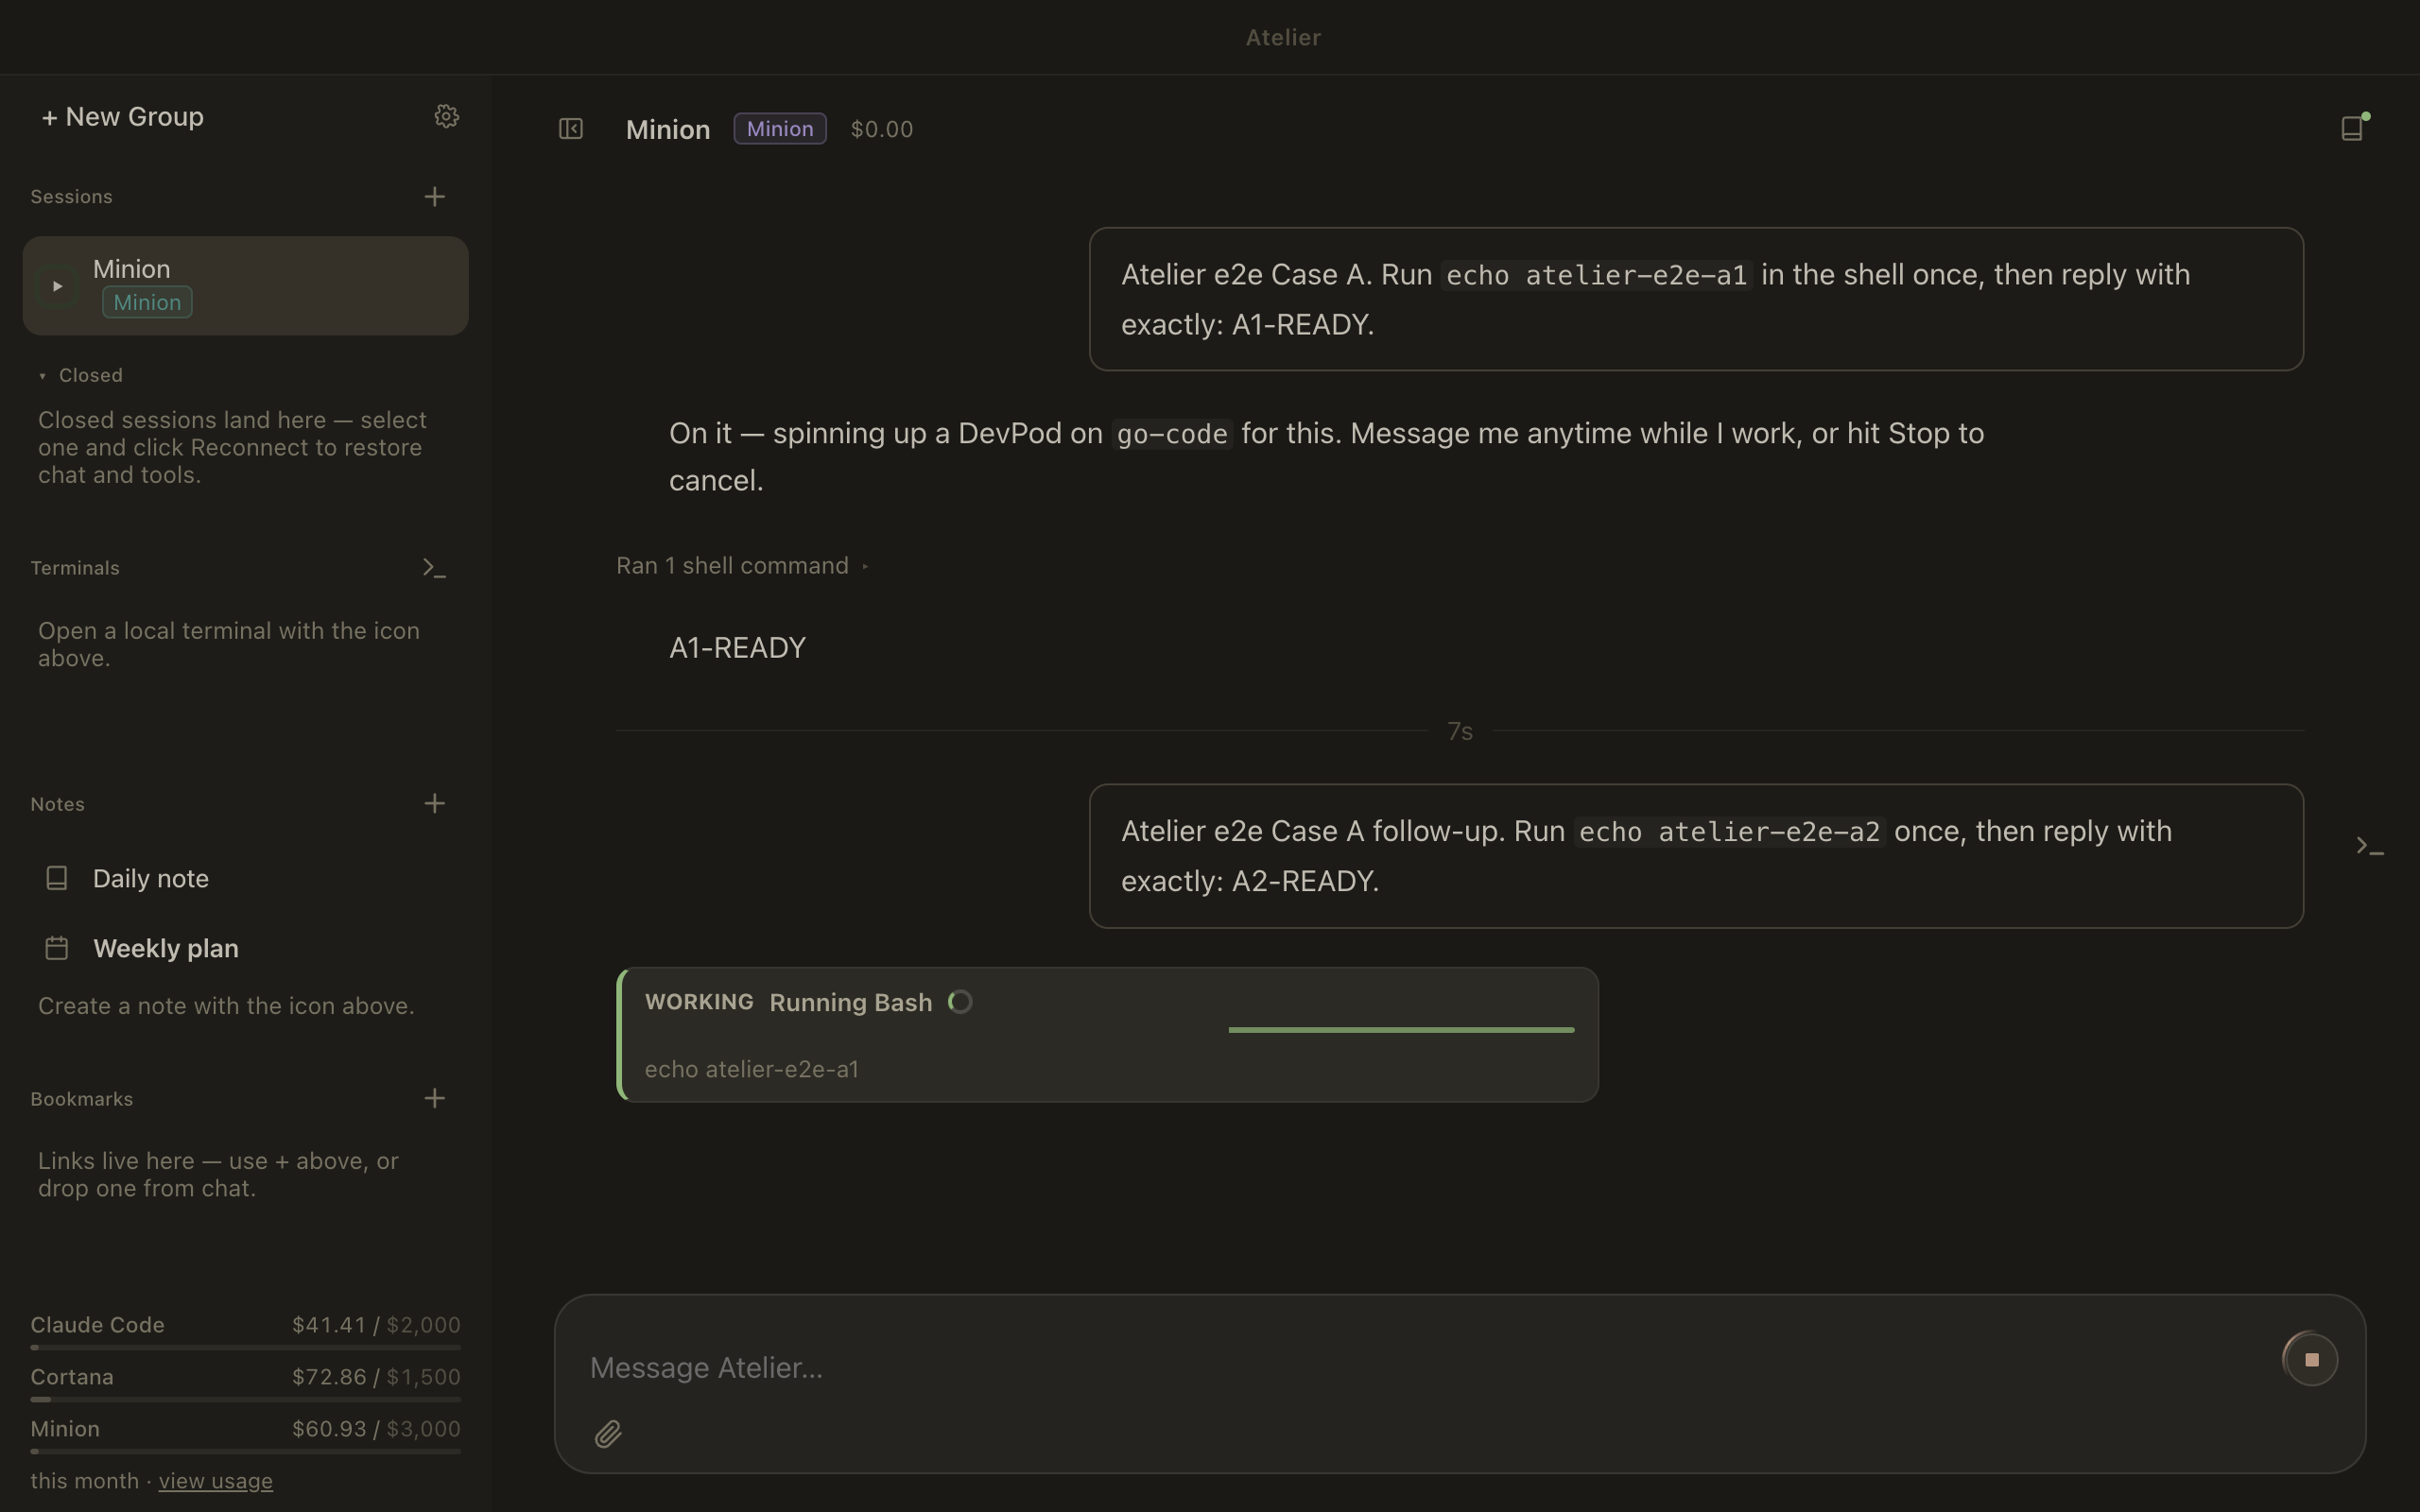 Atelier
+ New Group
Sessions
Minion
Minion
Closed
Closed sessions land here — select
one and click Reconnect to restore
chat and tools.
Terminals
Open a local terminal with the icon
above.
Notes
Daily note
Weekly plan
Create a note with the icon above.
Bookmarks
Links live here — use + above, or
drop one from chat.
Claude Code $41.41 / $2,000
Cortana $72.86 / $1,500
Minion $60.93 / $3,000
this month · view usage
Minion Minion $0.00
Atelier e2e Case A. Run echo atelier-e2e-a1 in the shell once, then reply with
exactly: A1-READY.
On it — spinning up a DevPod on go-code for this. Message me anytime while I work, or hit Stop to
cancel.
Ran 1 shell command
A1-READY
7s
Atelier e2e Case A follow-up. Run echo atelier-e2e-a2 once, then reply with
exactly: A2-READY.
WORKING Running Bash
echo atelier-e2e-a1
Message Atelier...